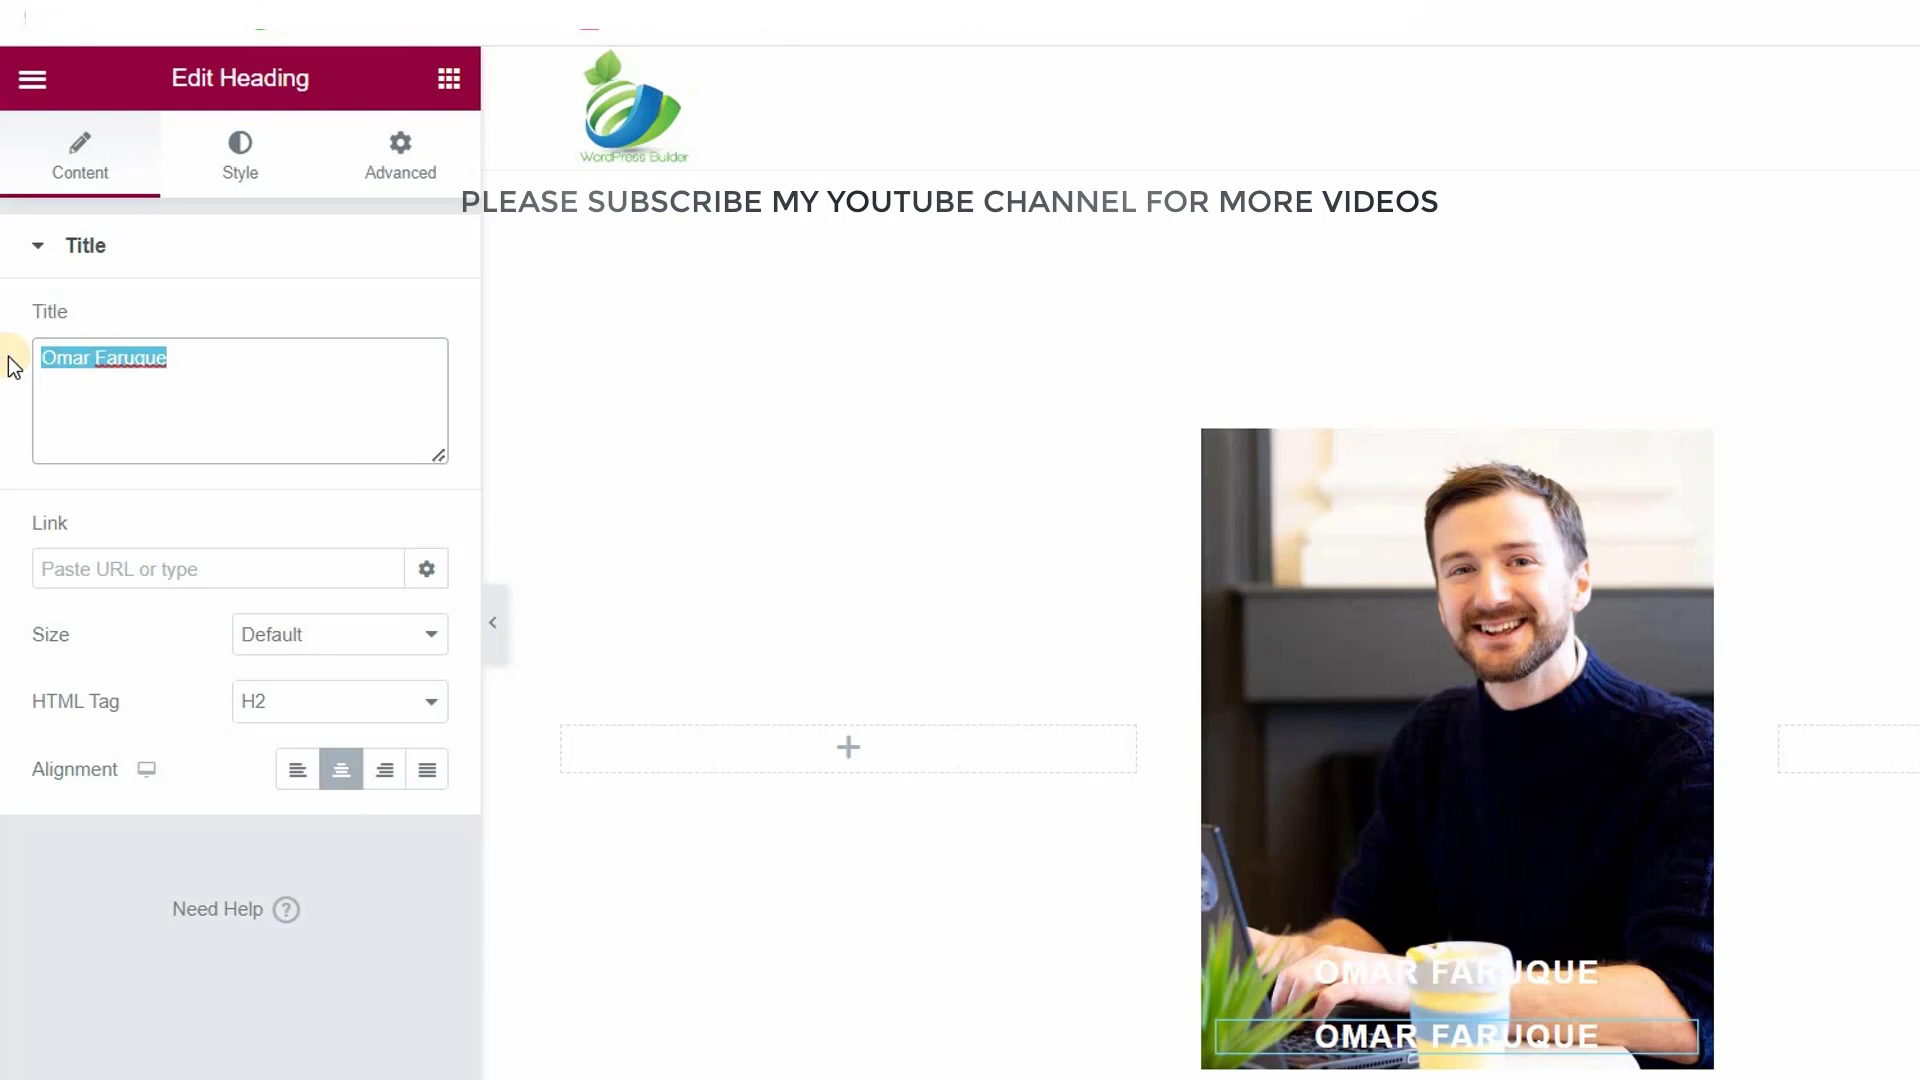 Edit Heading
Content
Style
Advanced
WordPress Builder
PLEASE SUBSCRIBE MY YOUTUBE CHANNEL FOR MORE VIDEOS
Title
Title
Omar Faruque
Link
Paste URL or type
Size
Default
HTML Tag
H2
Alignment
Need Help ?
OMAR FARUQUE
OMAR FARUQUE